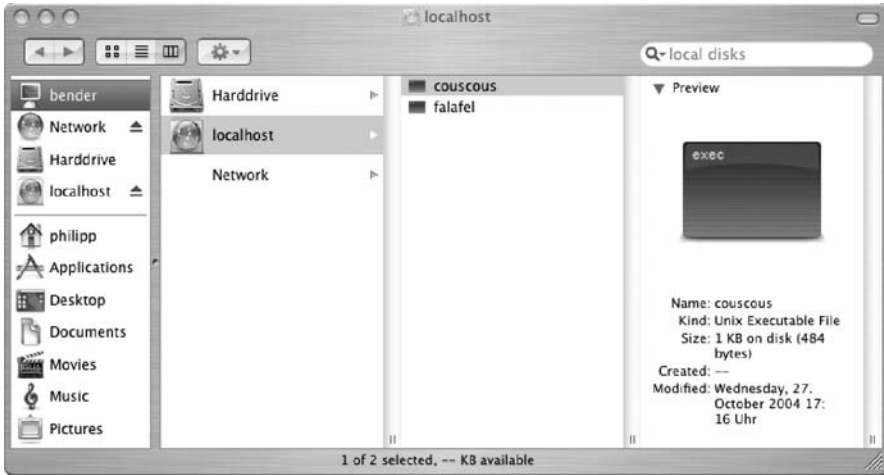 localhost
local disks
bender
Network
Harddrive
localhost
philipp
Applications
Desktop
Documents
Movies
Music
Pictures
Harddrive
localhost
Network
couscous
falafel
Preview
exec
Name: couscous
Kind: Unix Executable File
Size: 1 KB on disk (484
bytes)
Created: --
Modified: Wednesday, 27.
October 2004 17:
16 Uhr
1 of 2 selected, -- KB available